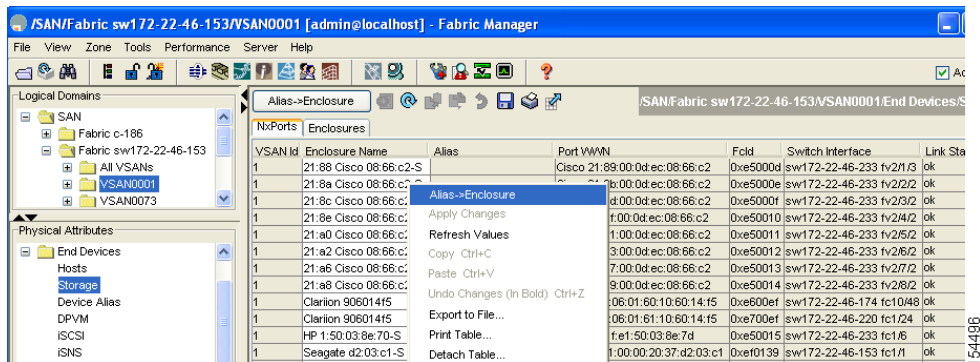 /SAN/Fabric sw172-22-46-153/VSAN0001 [admin@localhost] - Fabric Manager
File View Zone Tools Performance Server Help
Logical Domains
SAN
Fabric c-186
Fabric sw172-22-46-153
All VSANs
VSAN0001
VSAN0073
Physical Attributes
End Devices
Hosts
Storage
Device Alias
DPVM
iSCSI
iSNS
Alias->Enclosure
/SAN/Fabric sw172-22-46-153/VSAN0001/End Devices/S
NxPorts Enclosures
VSAN Id Enclosure Name Alias Port WWN FcId Switch Interface Link Sta
1 21:88 Cisco 08:66:c2-S Cisco 21:89:00:0d:ec:08:66:c2 0xe5000d sw172-22-46-233 fv2/1/3 ok
1 21:8a Cisco 08:66:c2-S b:00:0d:ec:08:66:c2 0xe5000e sw172-22-46-233 fv2/2/2 ok
1 21:8c Cisco 08:66:c2 d:00:0d:ec:08:66:c2 0xe5000f sw172-22-46-233 fv2/3/2 ok
1 21:8e Cisco 08:66:c2 f:00:0d:ec:08:66:c2 0xe50010 sw172-22-46-233 fv2/4/2 ok
1 21:a0 Cisco 08:66:c2 1:00:0d:ec:08:66:c2 0xe50011 sw172-22-46-233 fv2/5/2 ok
1 21:a2 Cisco 08:66:c2 3:00:0d:ec:08:66:c2 0xe50012 sw172-22-46-233 fv2/6/2 ok
1 21:a6 Cisco 08:66:c2 7:00:0d:ec:08:66:c2 0xe50013 sw172-22-46-233 fv2/7/2 ok
1 21:a8 Cisco 08:66:c2 9:00:0d:ec:08:66:c2 0xe50014 sw172-22-46-233 fv2/8/2 ok
1 Clariion 906014f5 :06:01:60:10:60:14:f5 0xe600ef sw172-22-46-174 fc10/48 ok
1 Clariion 906014f5 :06:01:61:10:60:14:f5 0xe700ef sw172-22-46-220 fc1/24 ok
1 HP 1:50:03:8e:70-S f:e1:50:03:8e:7d 0xe50015 sw172-22-46-233 fc1/6 ok
1 Seagate d2:03:c1-S 1:00:00:20:37:d2:03:c1 0xef0139 sw172-22-46-153 fc1/1 ok
Alias->Enclosure
Apply Changes
Refresh Values
Copy Ctrl+C
Paste Ctrl+V
Undo Changes (In Bold) Ctrl+Z
Export to File...
Print Table...
Detach Table...